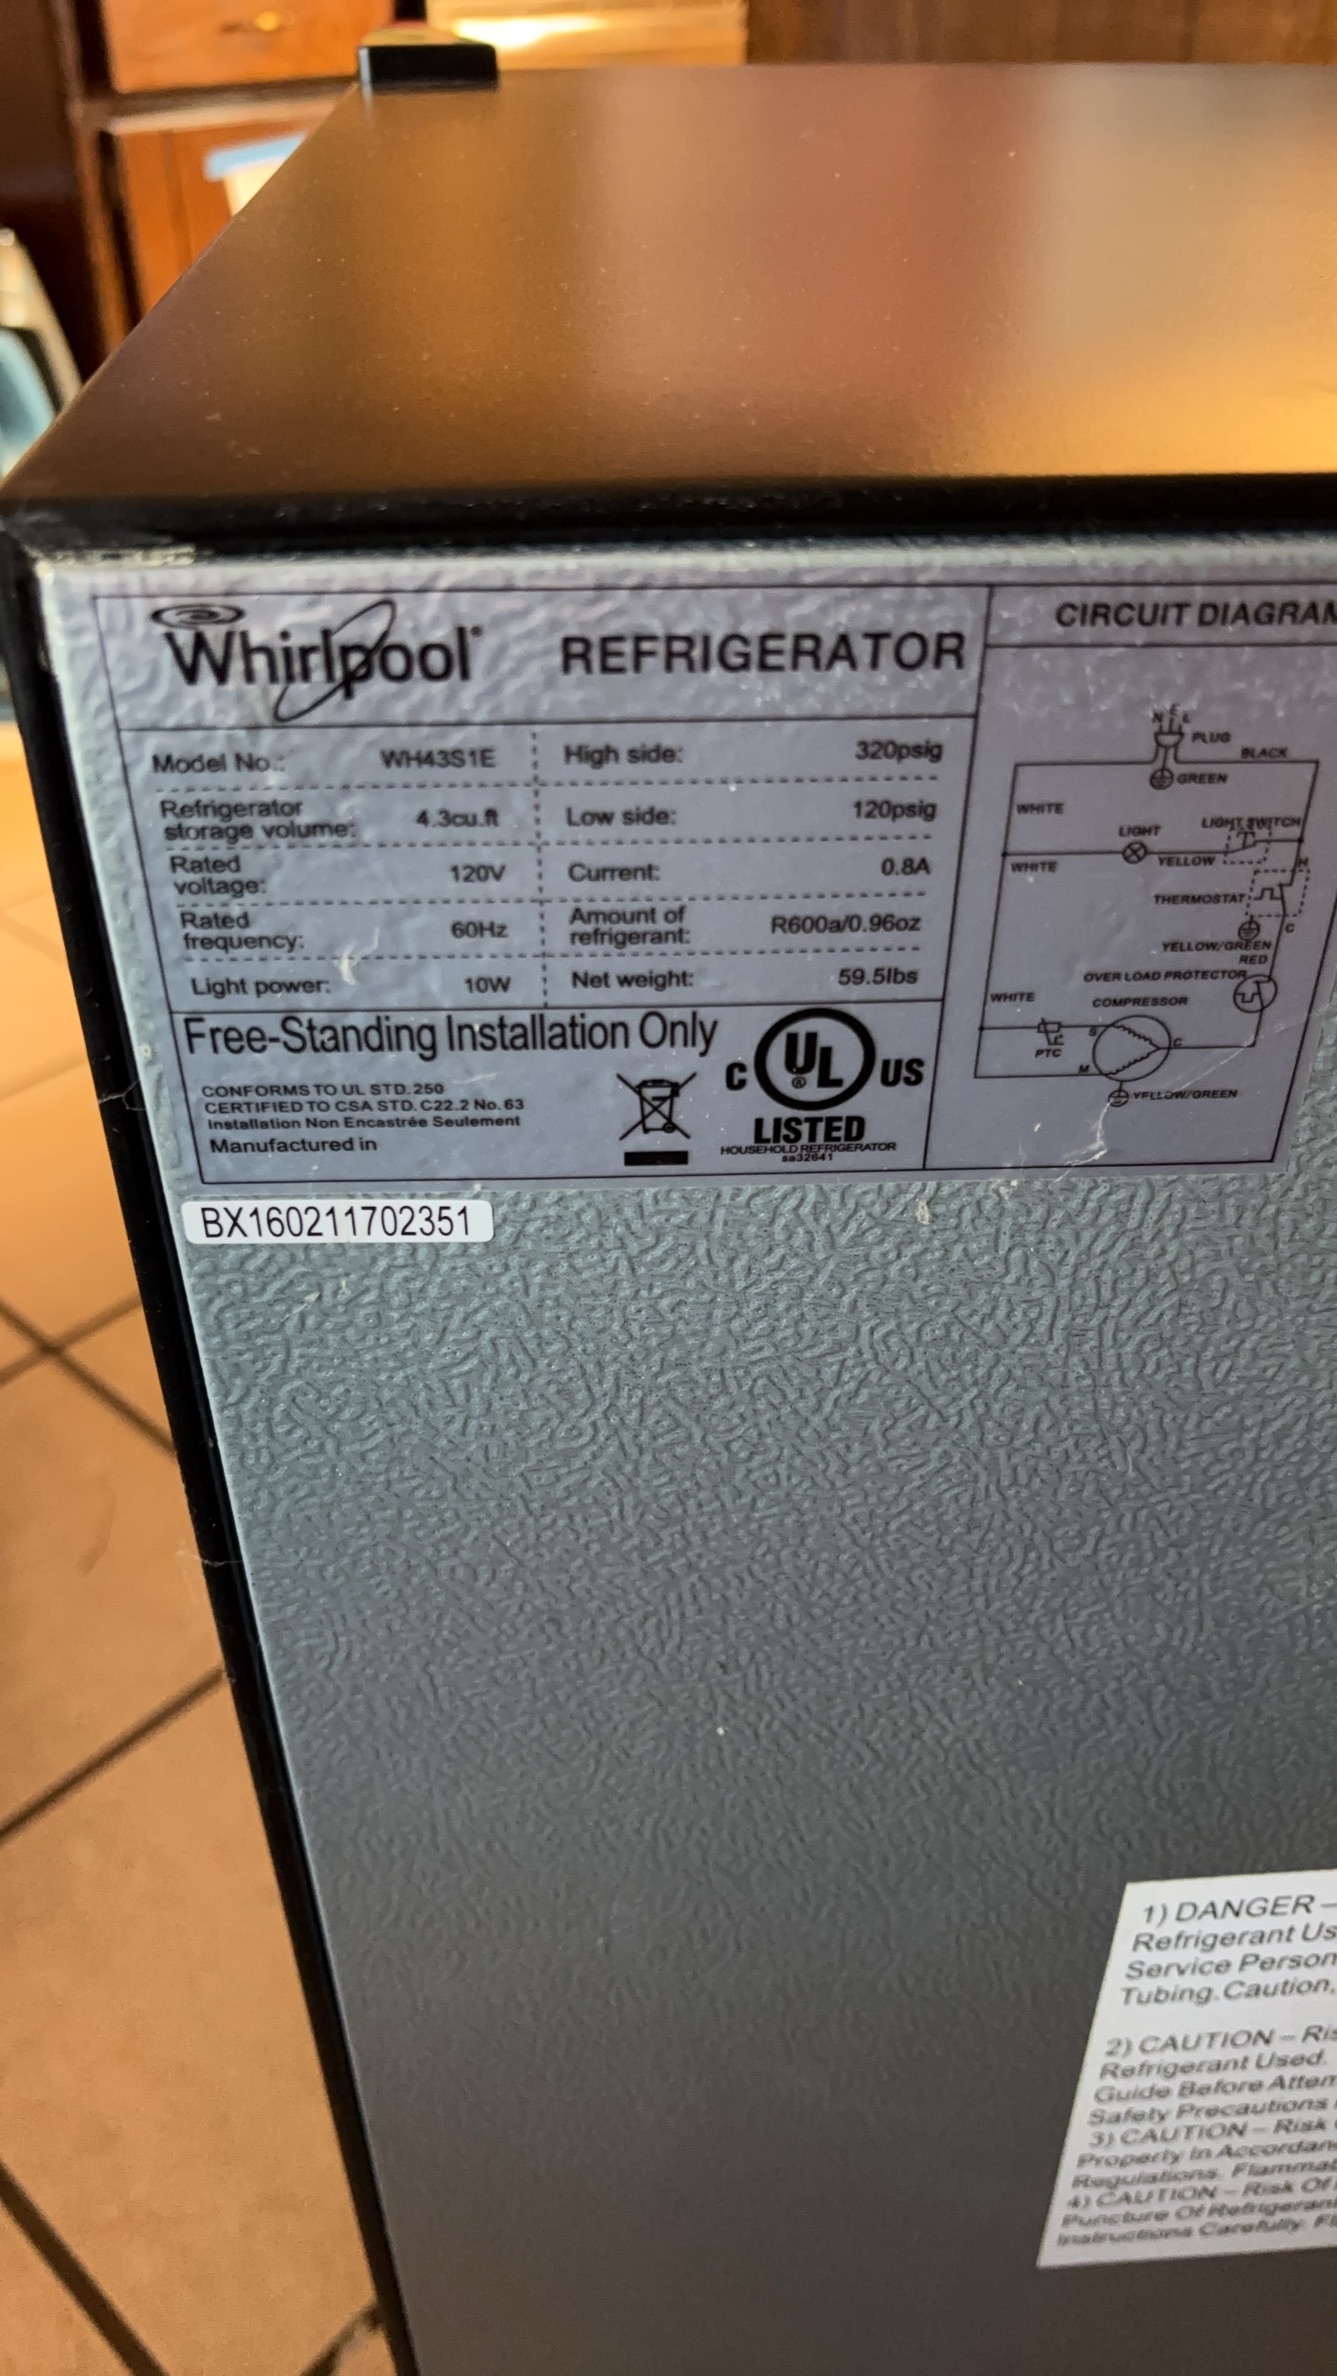 Whirlpool REFRIGERATOR
Model No.: WH43S1E High side: 320psig
Refrigerator
storage volume: 4.3cu.ft Low side: 120psig
Rated
voltage: 120V Current: 0.8A
Rated
frequency: 60Hz Amount of
refrigerant: R600a/0.96oz
Light power: 10W Net weight: 59.5lbs
Free-Standing Installation Only
CONFORMS TO UL STD.250
CERTIFIED TO CSA STD. C22.2 No.63
Installation Non Encastrée Seulement
Manufactured in
C UL® US
LISTED
HOUSEHOLD REFRIGERATOR
sa32641
CIRCUIT DIAGRAM
E
N L
PLUG
BLACK
GREEN
WHITE
LIGHT LIGHT SWITCH
WHITE YELLOW H
THERMOSTAT
C
YELLOW/GREEN
RED
OVER LOAD PROTECTOR
WHITE COMPRESSOR
S C
PTC
M
YELLOW/GREEN
BX160211702351
1) DANGER –
Refrigerant Us
Service Person
Tubing.Caution,
2) CAUTION – Ris
Refrigerant Used.
Guide Before Attem
Safety Precautions
3) CAUTION – Risk
Properly In Accordan
Regulations. Flammab
4) CAUTION – Risk Of
Puncture Of Refrigeran
Instructions Carefully. Fl